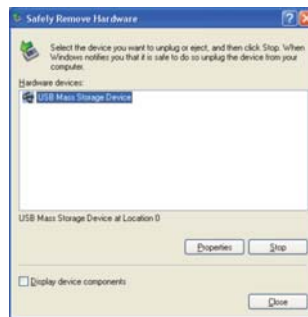 Safely Remove Hardware
Select the device you want to unplug or eject, and then click Stop. When
Windows notifies you that it is safe to do so unplug the device from your
computer.
Hardware devices:
USB Mass Storage Device
USB Mass Storage Device at Location 0
Properties
Stop
Display device components
Close